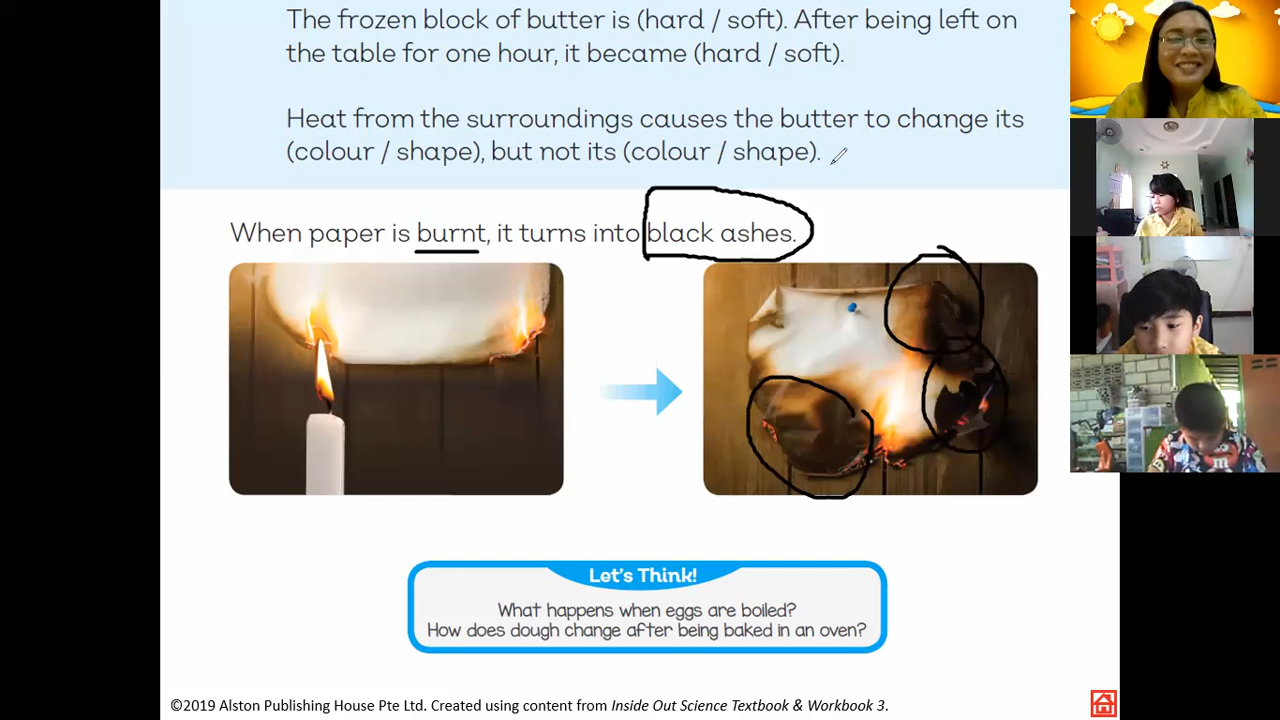 The frozen block of butter is (hard / soft). After being left on
the table for one hour, it became (hard / soft).
Heat from the surroundings causes the butter to change its
(colour / shape), but not its (colour / shape).
When paper is burnt, it turns into black ashes.
Let's Think!
What happens when eggs are boiled?
How does dough change after being baked in an oven?
©2019 Alston Publishing House Pte Ltd. Created using content from Inside Out Science Textbook & Workbook 3.